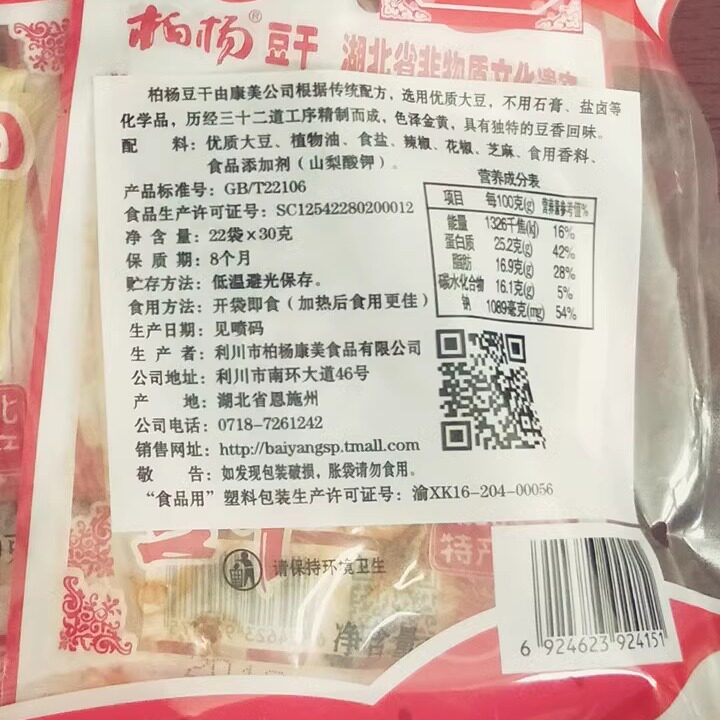 柏杨®豆干 湖北省非物质文化遗产
柏杨豆干由康美公司根据传统配方，选用优质大豆，不用石膏、盐卤等
化学品，历经三十二道工序精制而成，色泽金黄，具有独特的豆香回味。
配 料：优质大豆、植物油、食盐、辣椒、花椒、芝麻、食用香料、
食品添加剂（山梨酸钾）。
产品标准号：GB/T22106
食品生产许可证号：SC12542280200012
净 含 量：22袋×30克
保 质 期：8个月
贮存方法：低温避光保存。
食用方法：开袋即食（加热后食用更佳）
生产日期：见喷码
生 产 者：利川市柏杨康美食品有限公司
公司地址：利川市南环大道46号
产 地：湖北省恩施州
公司电话：0718-7261242
销售网址：http://baiyangsp.tmall.com
敬 告：如发现包装破损，胀袋请勿食用。
“食品用”塑料包装生产许可证号：渝XK16-204-00056
营养成分表
项目 每100克(g) 营养素参考值%
能量 1326千焦(kj) 16%
蛋白质 25.2克(g) 42%
脂肪 16.9克(g) 28%
碳水化合物 16.1克(g) 5%
钠 1089毫克(mg) 54%
特产
请保持环境卫生
净含量
6 924623 924151